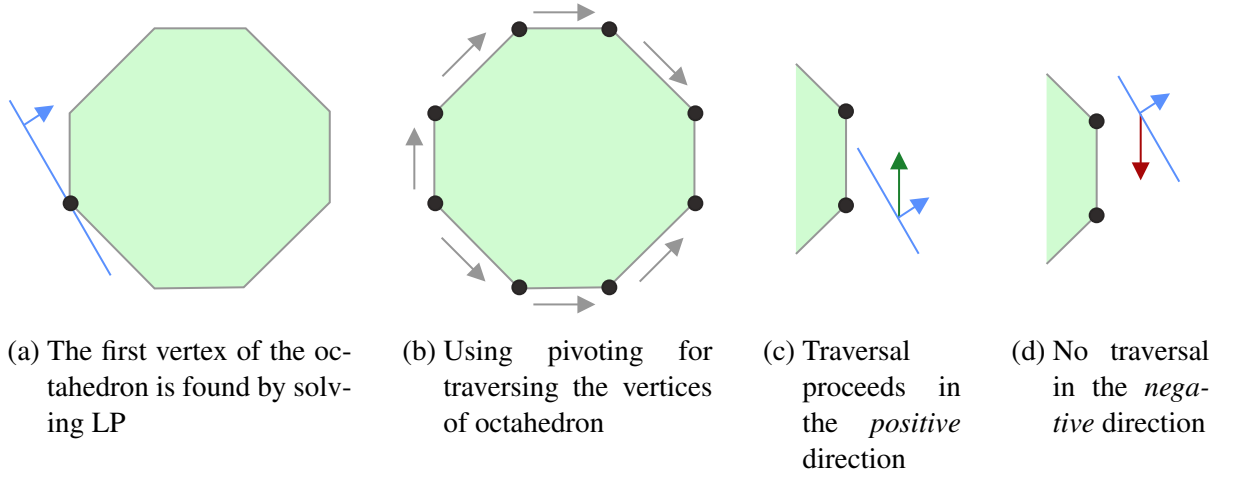 (a) The first vertex of the oc-
tahedron is found by solv-
ing LP
(b) Using pivoting for
traversing the vertices
of octahedron
(c) Traversal
proceeds in
the positive
direction
(d) No traversal
in the nega-
tive direction